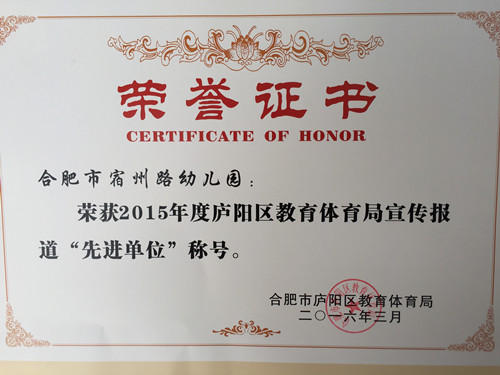 荣誉证书
CERTIFICATE OF HONOR
合肥市宿州路幼儿园：
荣获2015年度庐阳区教育体育局宣传报
道“先进单位”称号。
合肥市庐阳区教育体育局
二〇一六年三月